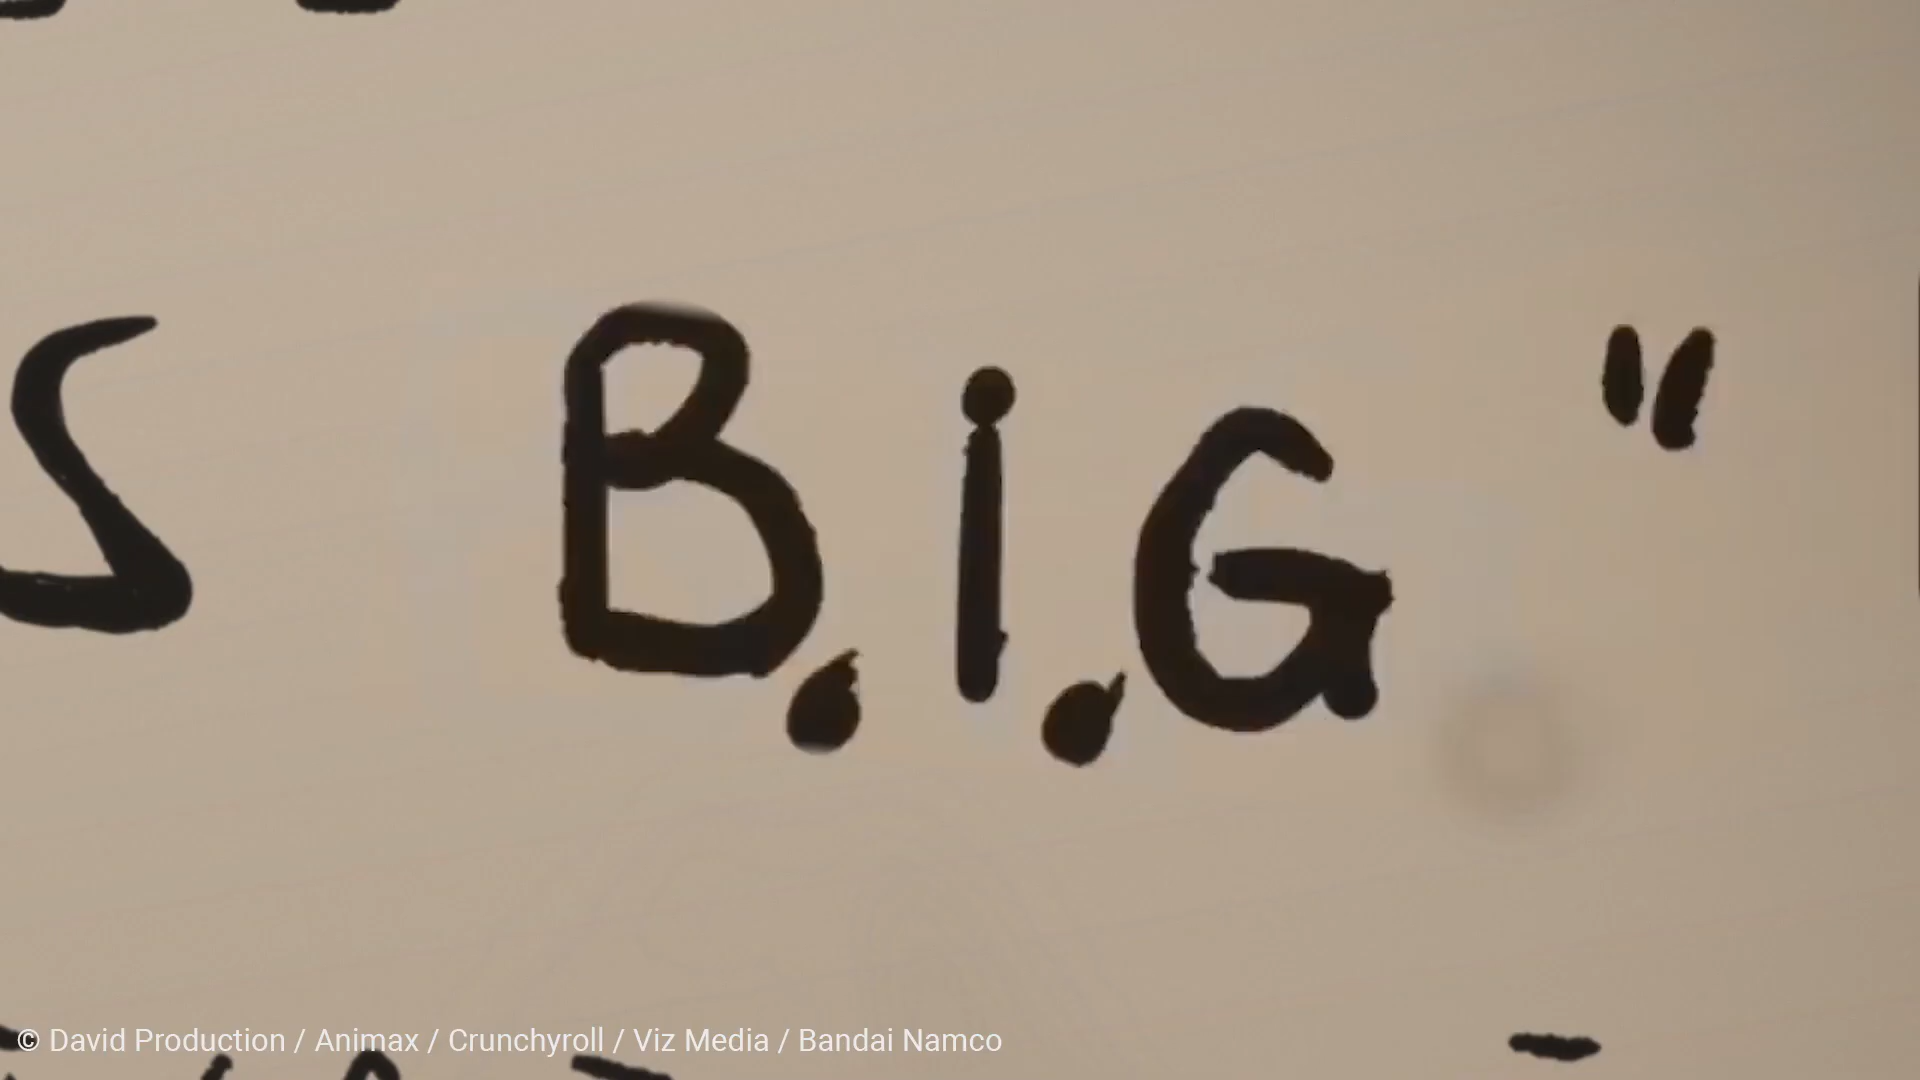 S B.i.G "
© David Production / Animax / Crunchyroll / Viz Media / Bandai Namco